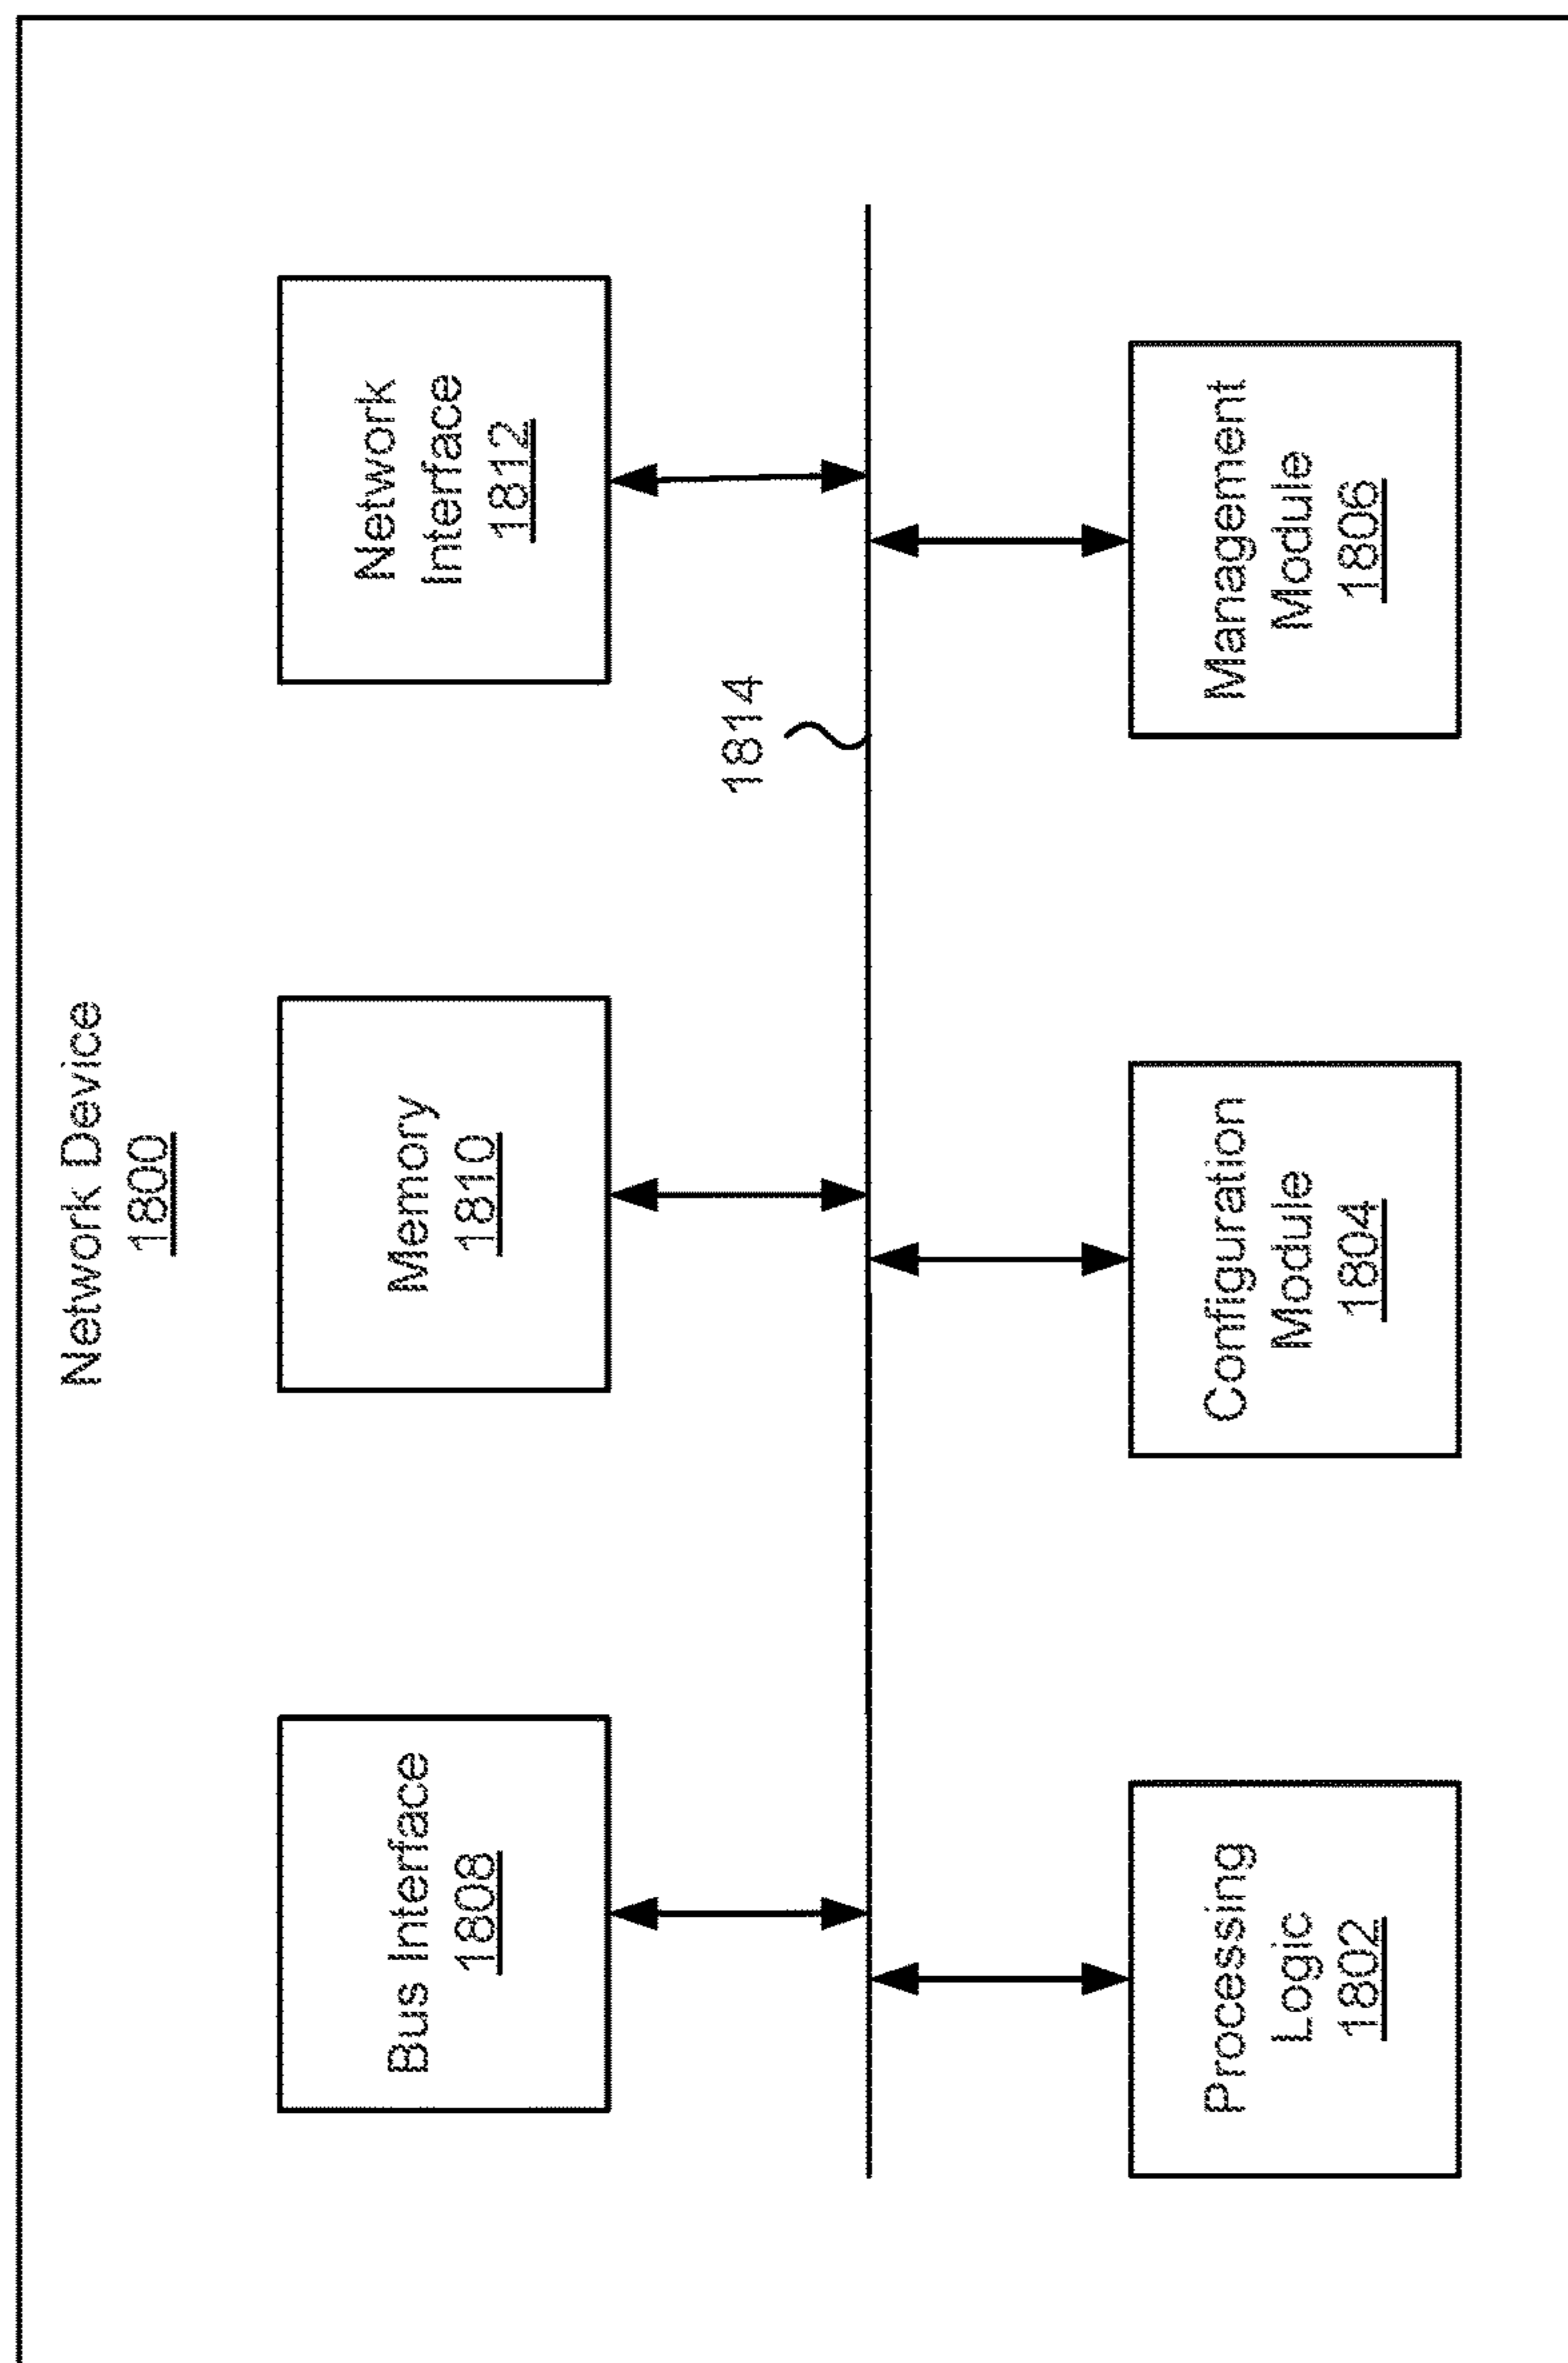 Network Device
1800
Bus Interface
1808
Memory
1810
Network
Interface
1812
1814
Processing
Logic
1802
Configuration
Module
1804
Management
Module
1806